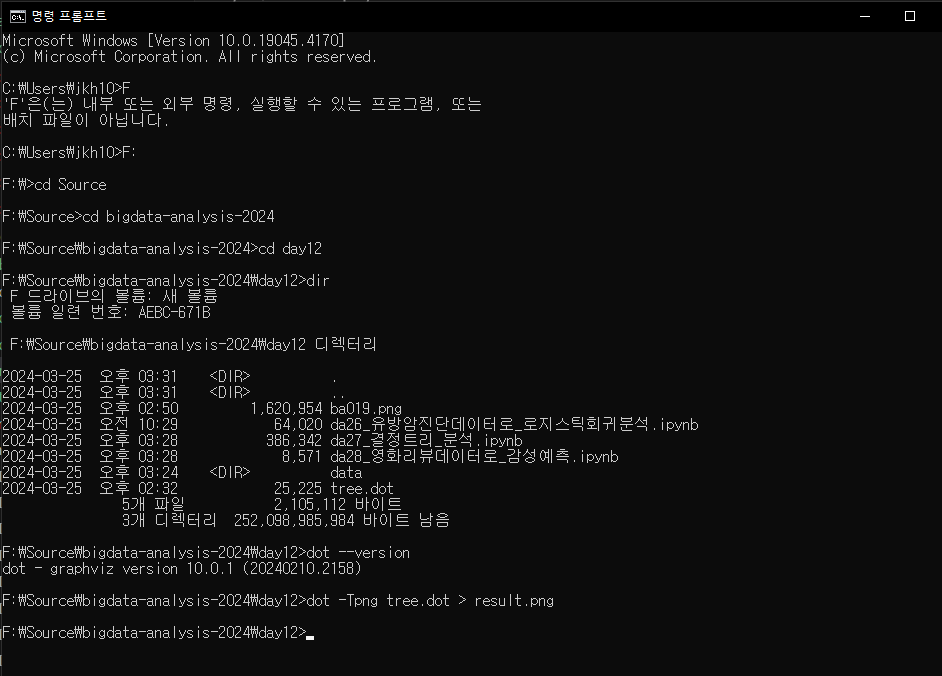 명령 프롬프트
Microsoft Windows [Version 10.0.19045.4170]
(c) Microsoft Corporation. All rights reserved.
C:₩Users₩jkh10>F
'F'은(는) 내부 또는 외부 명령, 실행할 수 있는 프로그램, 또는
배치 파일이 아닙니다.
C:₩Users₩jkh10>F:
F:₩>cd Source
F:₩Source>cd bigdata-analysis-2024
F:₩Source₩bigdata-analysis-2024>cd day12
F:₩Source₩bigdata-analysis-2024₩day12>dir
F 드라이브의 볼륨: 새 볼륨
볼륨 일련 번호: AEBC-671B
F:₩Source₩bigdata-analysis-2024₩day12 디렉터리
2024-03-25 오후 03:31 <DIR> .
2024-03-25 오후 03:31 <DIR> ..
2024-03-25 오후 02:50 1,620,954 ba019.png
2024-03-25 오전 10:29 64,020 da26_유방암진단데이터로_로지스틱회귀분석.ipynb
2024-03-25 오후 03:28 386,342 da27_결정트리_분석.ipynb
2024-03-25 오후 03:28 8,571 da28_영화리뷰데이터로_감성예측.ipynb
2024-03-25 오후 03:24 <DIR> data
2024-03-25 오후 02:32 25,225 tree.dot
5개 파일 2,105,112 바이트
3개 디렉터리 252,098,985,984 바이트 남음
F:₩Source₩bigdata-analysis-2024₩day12>dot --version
dot - graphviz version 10.0.1 (20240210.2158)
F:₩Source₩bigdata-analysis-2024₩day12>dot -Tpng tree.dot > result.png
F:₩Source₩bigdata-analysis-2024₩day12>